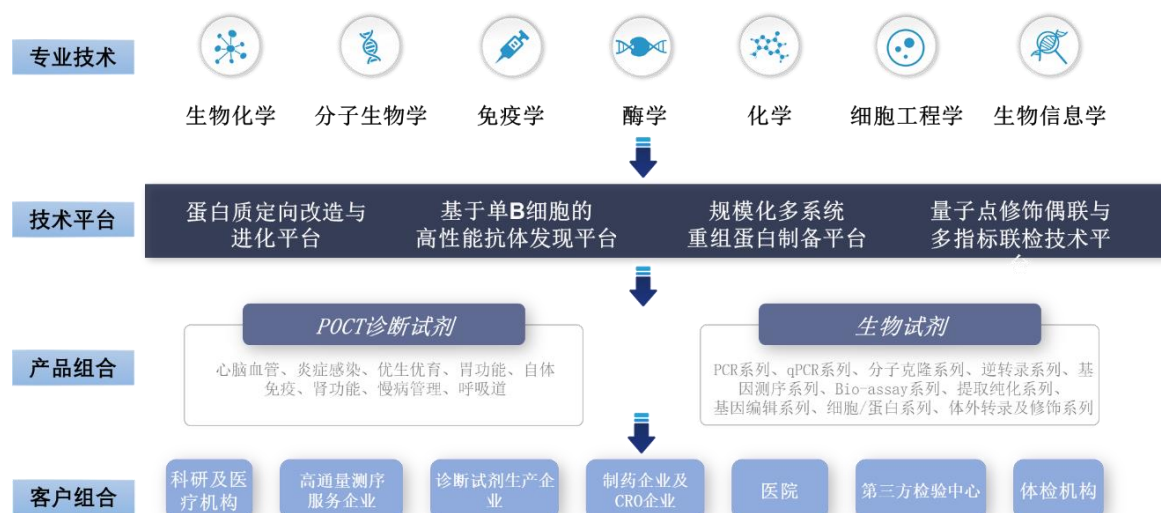 专业技术
生物化学
分子生物学
免疫学
酶学
化学
细胞工程学
生物信息学
技术平台
蛋白质定向改造与
进化平台
基于单B细胞的
高性能抗体发现平台
规模化多系统
重组蛋白制备平台
量子点修饰偶联与
多指标联检技术平
台
产品组合
POCT诊断试剂
心脑血管、炎症感染、优生优育、胃功能、自体
免疫、肾功能、慢病管理、呼吸道
生物试剂
PCR系列、qPCR系列、分子克隆系列、逆转录系列、基
因测序系列、Bio-assay系列、提取纯化系列、
基因编辑系列、细胞/蛋白系列、体外转录及修饰系列
客户组合
科研及医
疗机构
高通量测序
服务企业
诊断试剂生产企
业
制药企业及
CRO企业
医院
第三方检验中心
体检机构